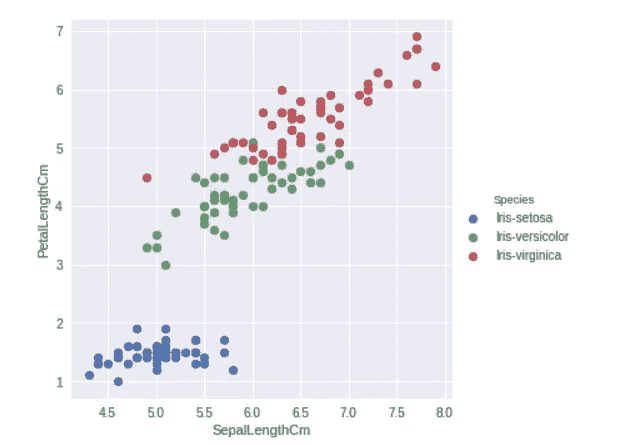 7
6
5
4
3
2
1
PetalLengthCm
4.5 5.0 5.5 6.0 6.5 7.0 7.5 8.0
SepalLengthCm
Species
Iris-setosa
Iris-versicolor
Iris-virginica